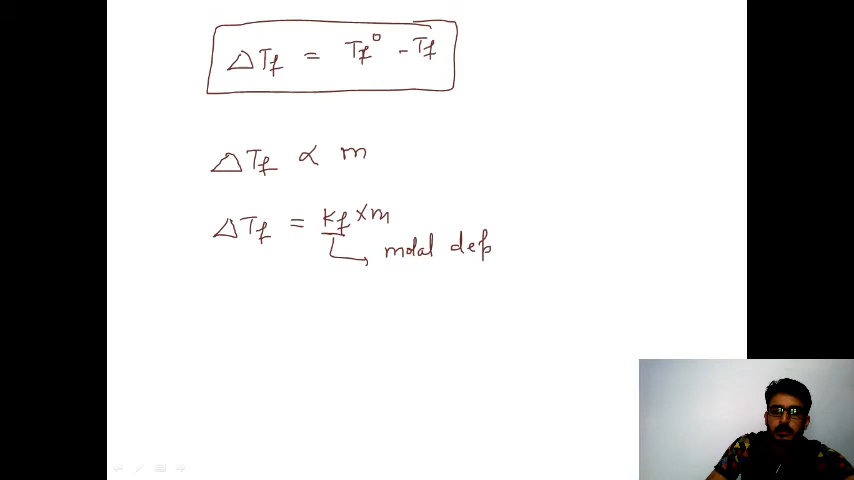 ΔTf = Tf° - Tf
ΔTf ∝ m
ΔTf = Kf × m
molal dep